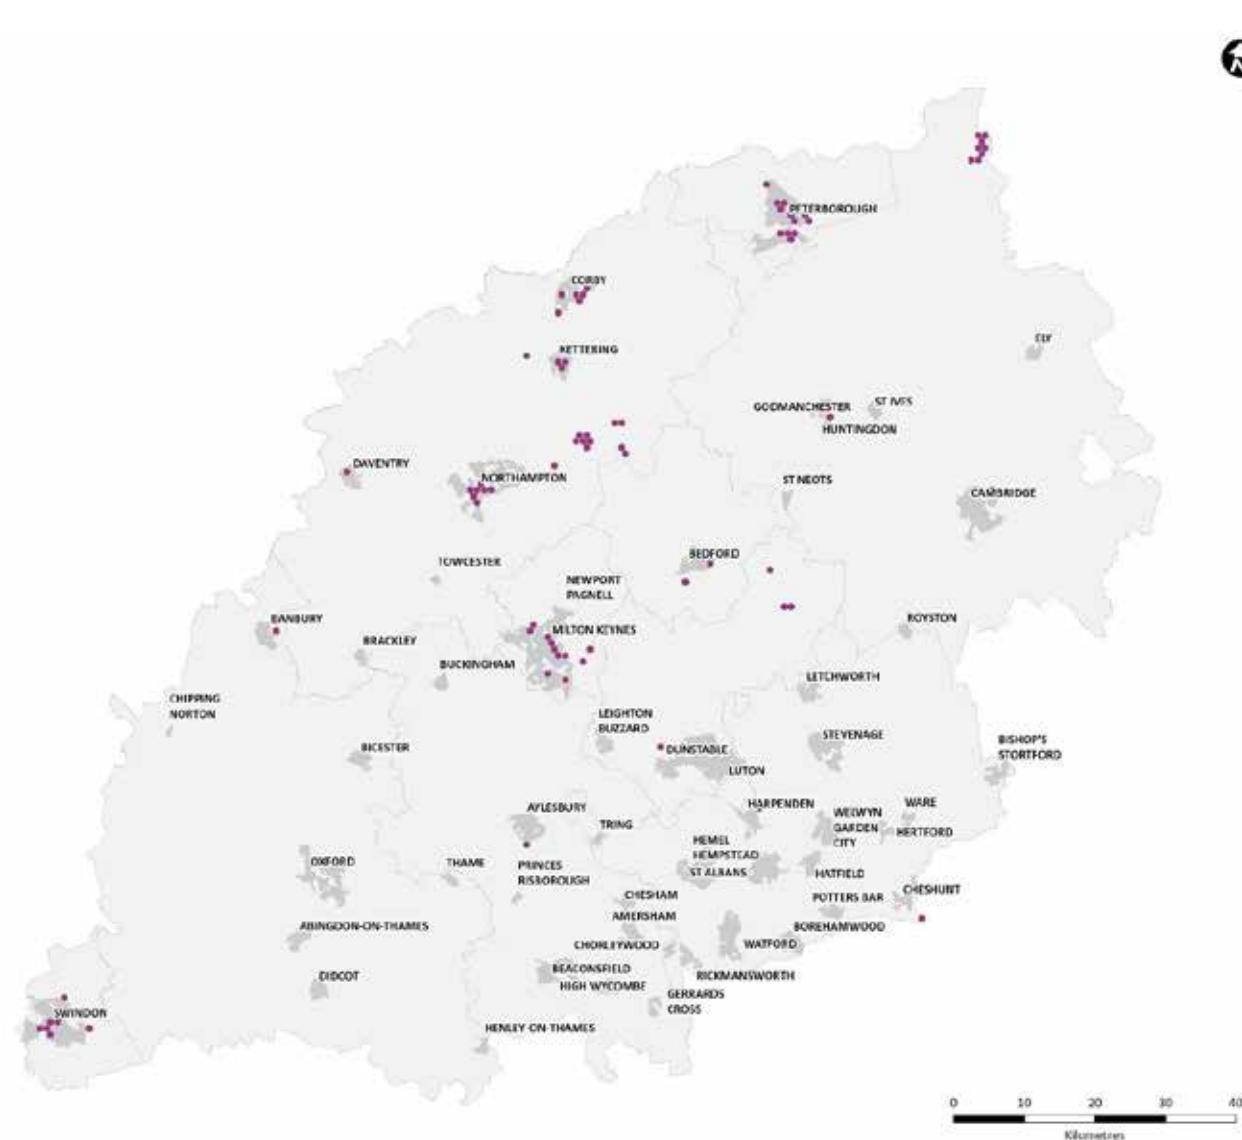 N
PETERBOROUGH
CORBY
ELY
KETTERING
GODMANCHESTER
ST IVES
HUNTINGDON
DAVENTRY
NORTHAMPTON
ST NEOTS
CAMBRIDGE
BEDFORD
TOWCESTER
NEWPORT
PAGNELL
BANBURY
MILTON KEYNES
ROYSTON
BRACKLEY
BUCKINGHAM
LETCHWORTH
CHIPPING
NORTON
LEIGHTON
BUZZARD
STEVENAGE
BISHOP'S
STORTFORD
BICESTER
DUNSTABLE
LUTON
AYLESBURY
HARPENDEN
WARE
WELWYN
GARDEN
CITY
TRING
HERTFORD
HEMEL
HEMPSTEAD
OXFORD
THAME
PRINCES
RISBOROUGH
ST ALBANS
HATFIELD
CHESHAM
POTTERS BAR
CHESHUNT
AMERSHAM
ABINGDON-ON-THAMES
BOREHAMWOOD
CHORLEYWOOD
WATFORD
DIDCOT
BEACONSFIELD
HIGH WYCOMBE
RICKMANSWORTH
GERRARDS
CROSS
SWINDON
HENLEY-ON-THAMES
0 10 20 30 40
Kilometres